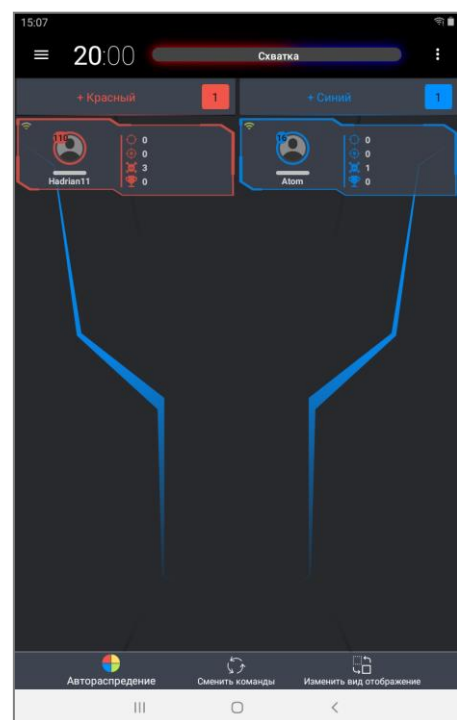 15:07
20:00 Схватка
+ Красный 1 + Синий 1
110
0
0
3
0
Hadrian11
16
0
0
1
0
Atom
Автораспредение Сменить команды Изменить вид отображение